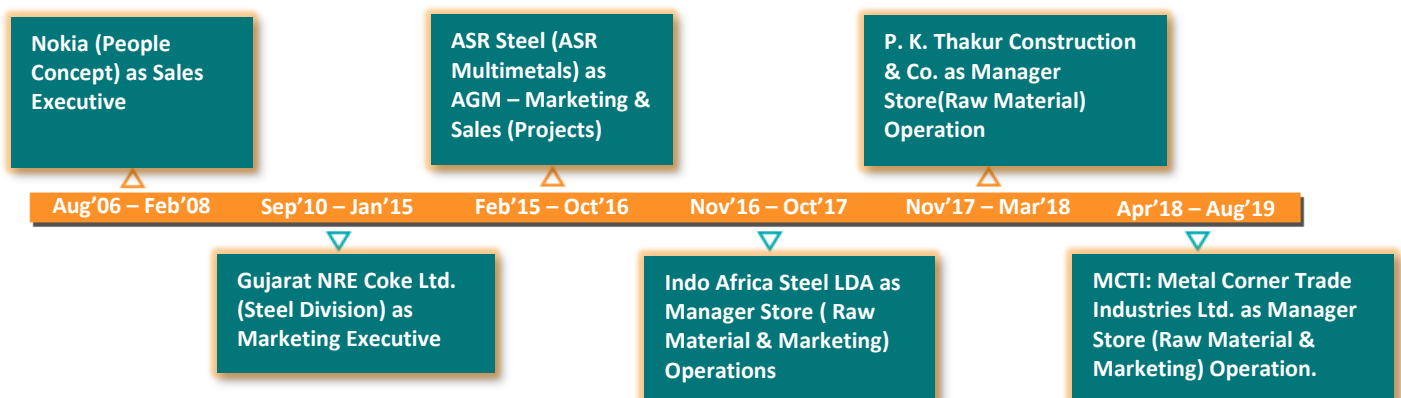 Nokia (People
Concept) as Sales
Executive
ASR Steel (ASR
Multimetals) as
AGM – Marketing &
Sales (Projects)
P. K. Thakur Construction
& Co. as Manager
Store(Raw Material)
Operation
Aug’06 – Feb’08 Sep’10 – Jan’15 Feb’15 – Oct’16 Nov’16 – Oct’17 Nov’17 – Mar’18 Apr’18 – Aug’19
Gujarat NRE Coke Ltd.
(Steel Division) as
Marketing Executive
Indo Africa Steel LDA as
Manager Store ( Raw
Material & Marketing)
Operations
MCTI: Metal Corner Trade
Industries Ltd. as Manager
Store (Raw Material &
Marketing) Operation.